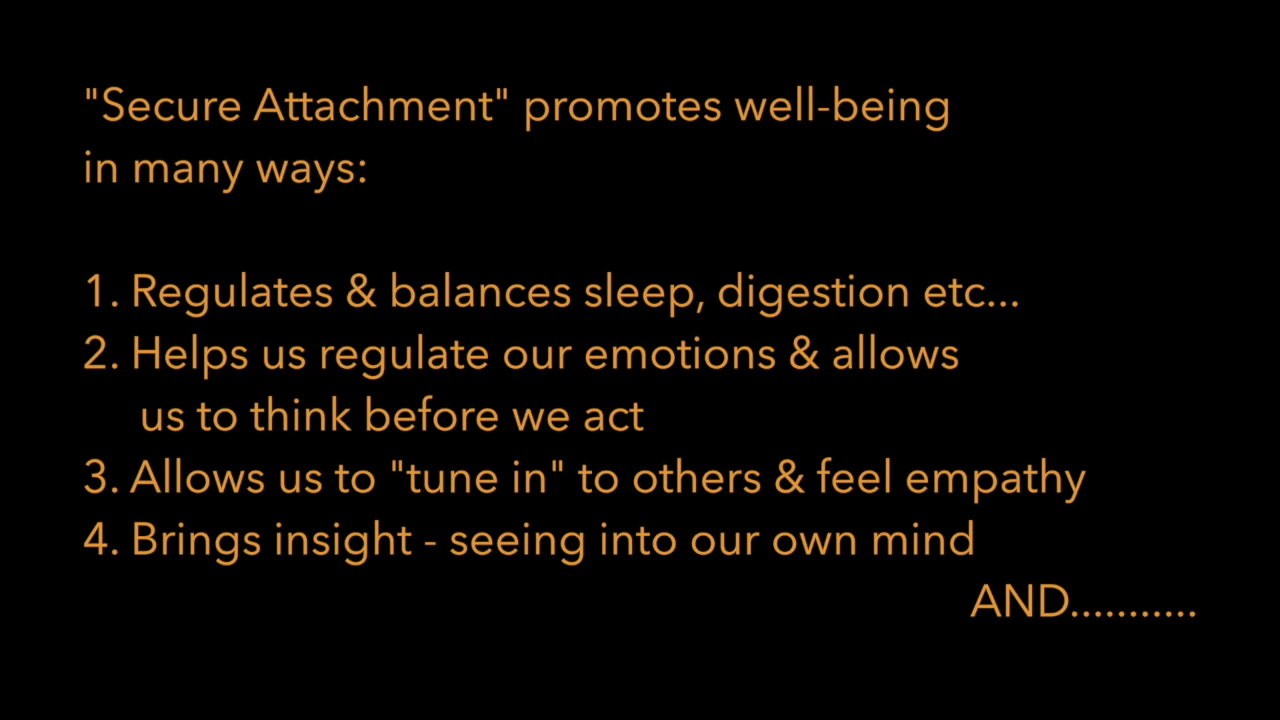 "Secure Attachment" promotes well-being
in many ways:
1. Regulates & balances sleep, digestion etc...
2. Helps us regulate our emotions & allows
us to think before we act
3. Allows us to "tune in" to others & feel empathy
4. Brings insight - seeing into our own mind
AND...........